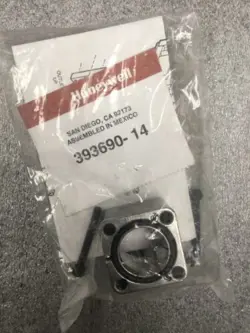 Honeywell
SAN DIEGO, CA 92173
ASSEMBLED IN MEXICO
393690-14